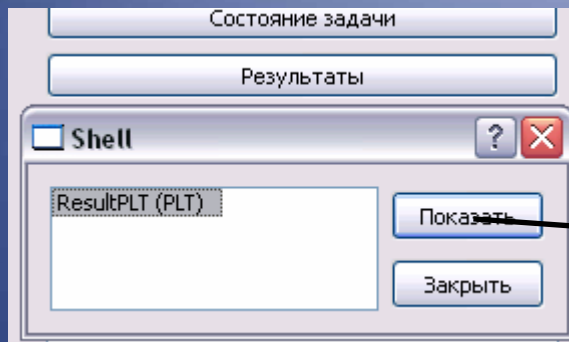 Состояние задачи
Результаты
Shell
?
ResultPLT (PLT)
Показать
Закрыть